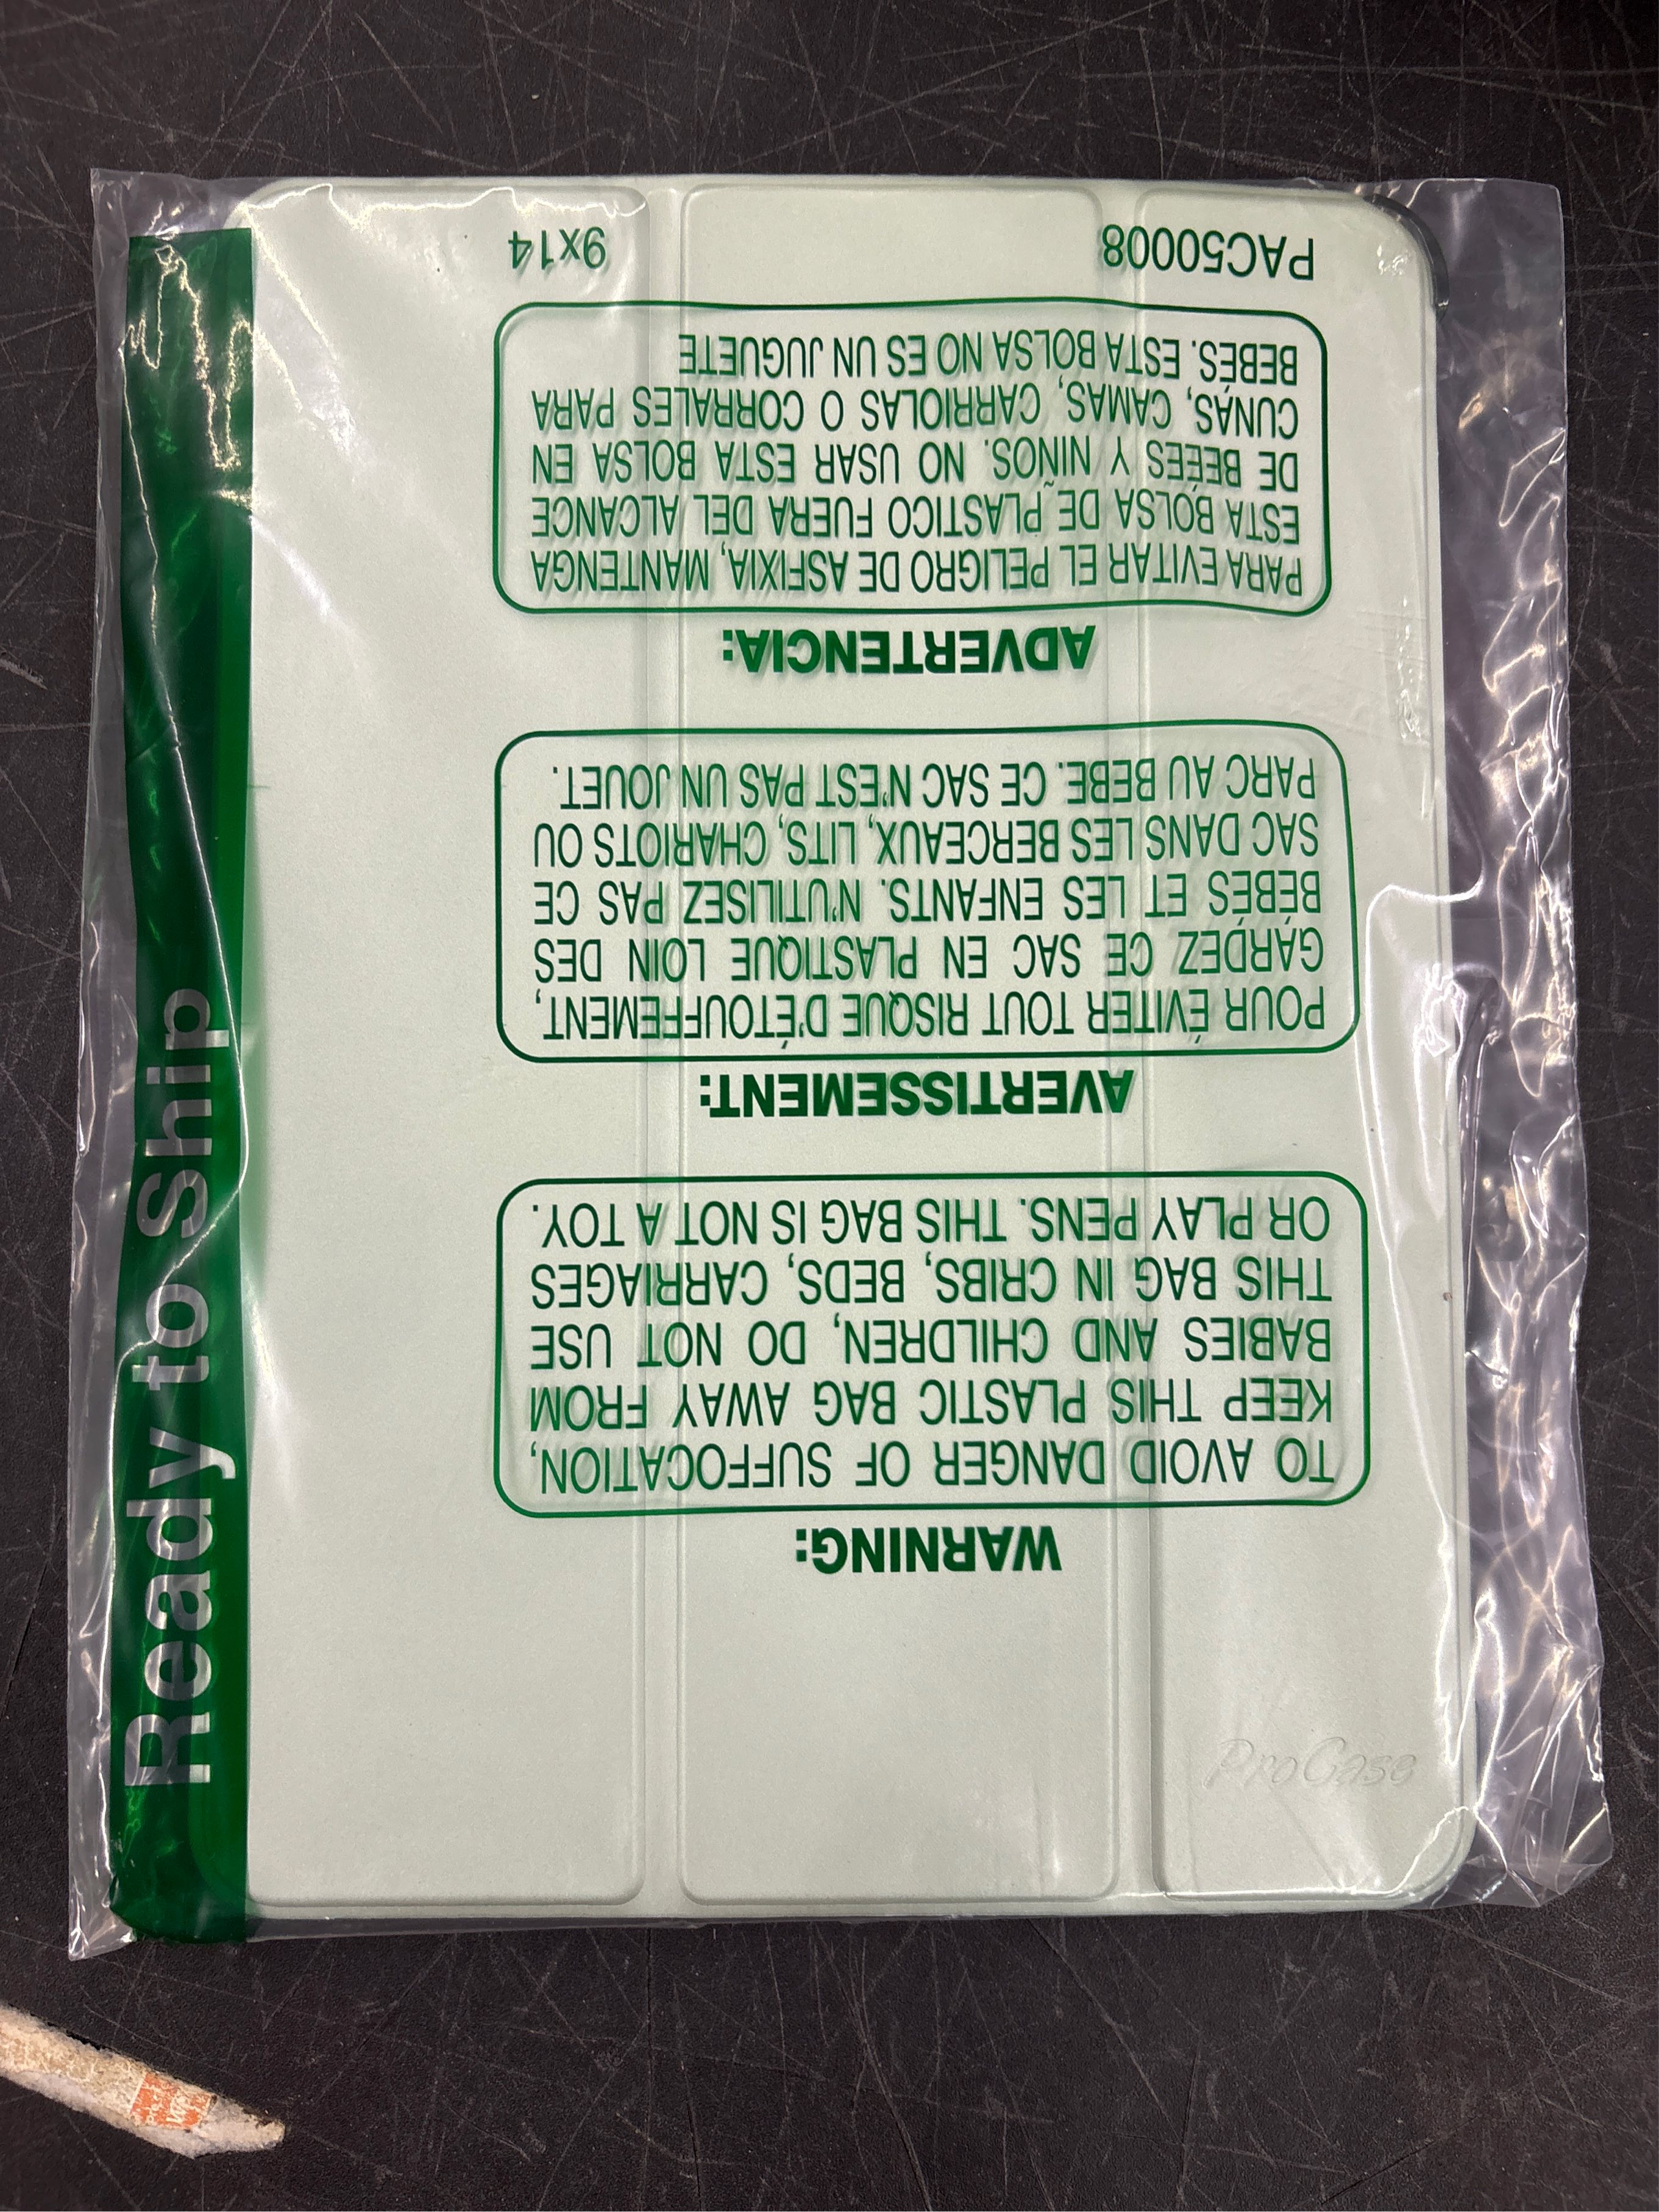 WARNING:
TO AVOID DANGER OF SUFFOCATION,
KEEP THIS PLASTIC BAG AWAY FROM
BABIES AND CHILDREN, DO NOT USE
THIS BAG IN CRIBS, BEDS, CARRIAGES
OR PLAY PENS. THIS BAG IS NOT A TOY.
AVERTISSEMENT:
POUR ÉVITER TOUT RISQUE D'ÉTOUFFEMENT,
GARDEZ CE SAC EN PLASTIQUE LOIN DES
BÉBÉS ET LES ENFANTS. N'UTILISEZ PAS CE
SAC DANS LES BERCEAUX, LITS, CHARIOTS OU
PARC AU BEBE. CE SAC N'EST PAS UN JOUET.
ADVERTENCIA:
PARA EVITAR EL PELIGRO DE ASFIXIA, MANTENGA
ESTA BOLSA DE PLASTICO FUERA DEL ALCANCE
DE BEÉES Y NIÑOS. NO USAR ESTA BOLSA EN
CUNAS, CAMAS, CARRIOLAS O CORRALES PARA
BEBÉS. ESTA BOLSA NO ES UN JUGUETE
PAC50008 9x14
Ready to Ship
ProCase